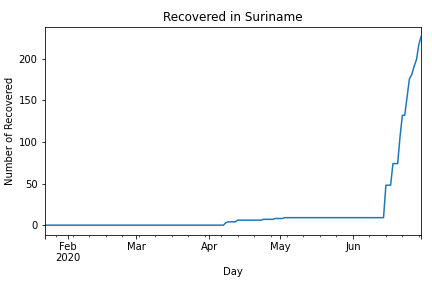 Recovered in Suriname
Number of Recovered
200
150
100
50
0
Feb
2020
Mar
Apr
May
Jun
Day